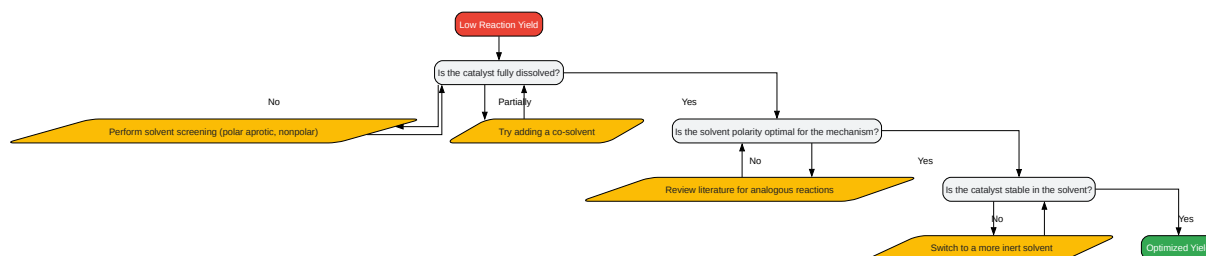 Low Reaction Yield
Is the catalyst fully dissolved?
No
Partially
Yes
Perform solvent screening (polar aprotic, nonpolar)
Try adding a co-solvent
Is the solvent polarity optimal for the mechanism?
No
Yes
Review literature for analogous reactions
Is the catalyst stable in the solvent?
No
Yes
Switch to a more inert solvent
Optimized Yiel